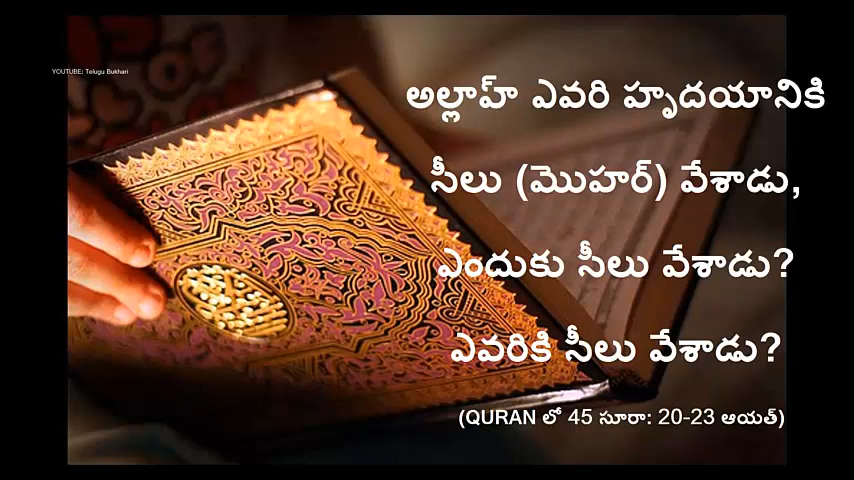 YOUTUBE: Telugu Bukhari
అల్లాహ్ ఎవరి హృదయానికి
సీలు (మొహర్) వేశాడు,
ఎందుకు సీలు వేశాడు?
ఎవరికి సీలు వేశాడు?
(QURAN లో 45 సూరా: 20-23 ఆయత్)